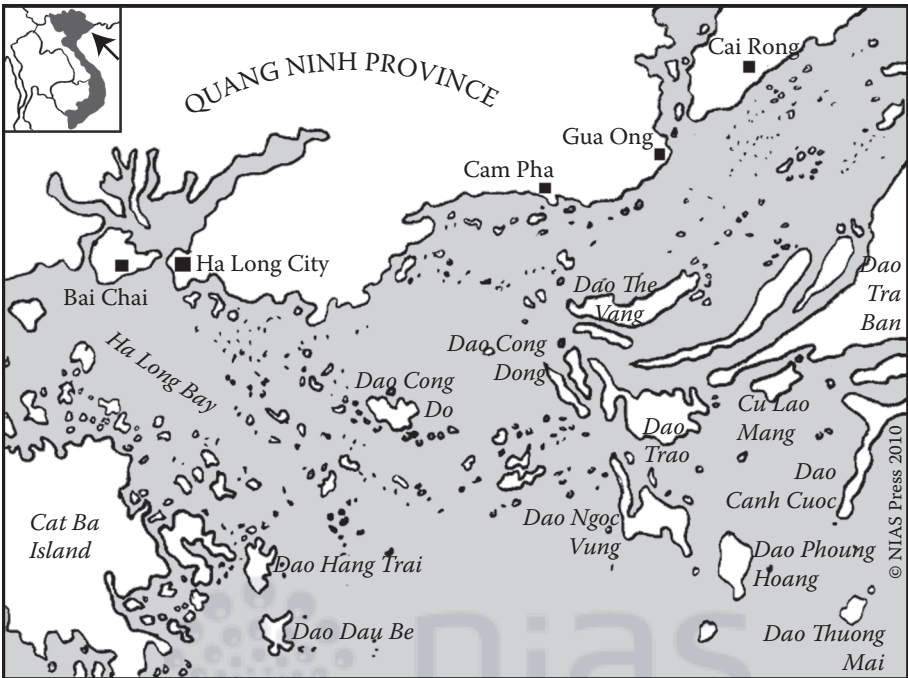 Cai Rong
QUANG NINH PROVINCE
Gua Ong
Cam Pha
Ha Long City
Bai Chai
Dao
Tra
Ban
Dao The
Vang
Ha Long Bay
Dao Cong
Dong
Dao Cong
Do
Cu Lao
Mang
Dao
Trao
Dao
Canh Cuoc
Cat Ba
Island
Dao Ngoc
Vung
Dao Hang Trai
Dao Phoung
Hoang
Dao Dau Be
Dao Thuong
Mai
© NIAS Press 2010
nias